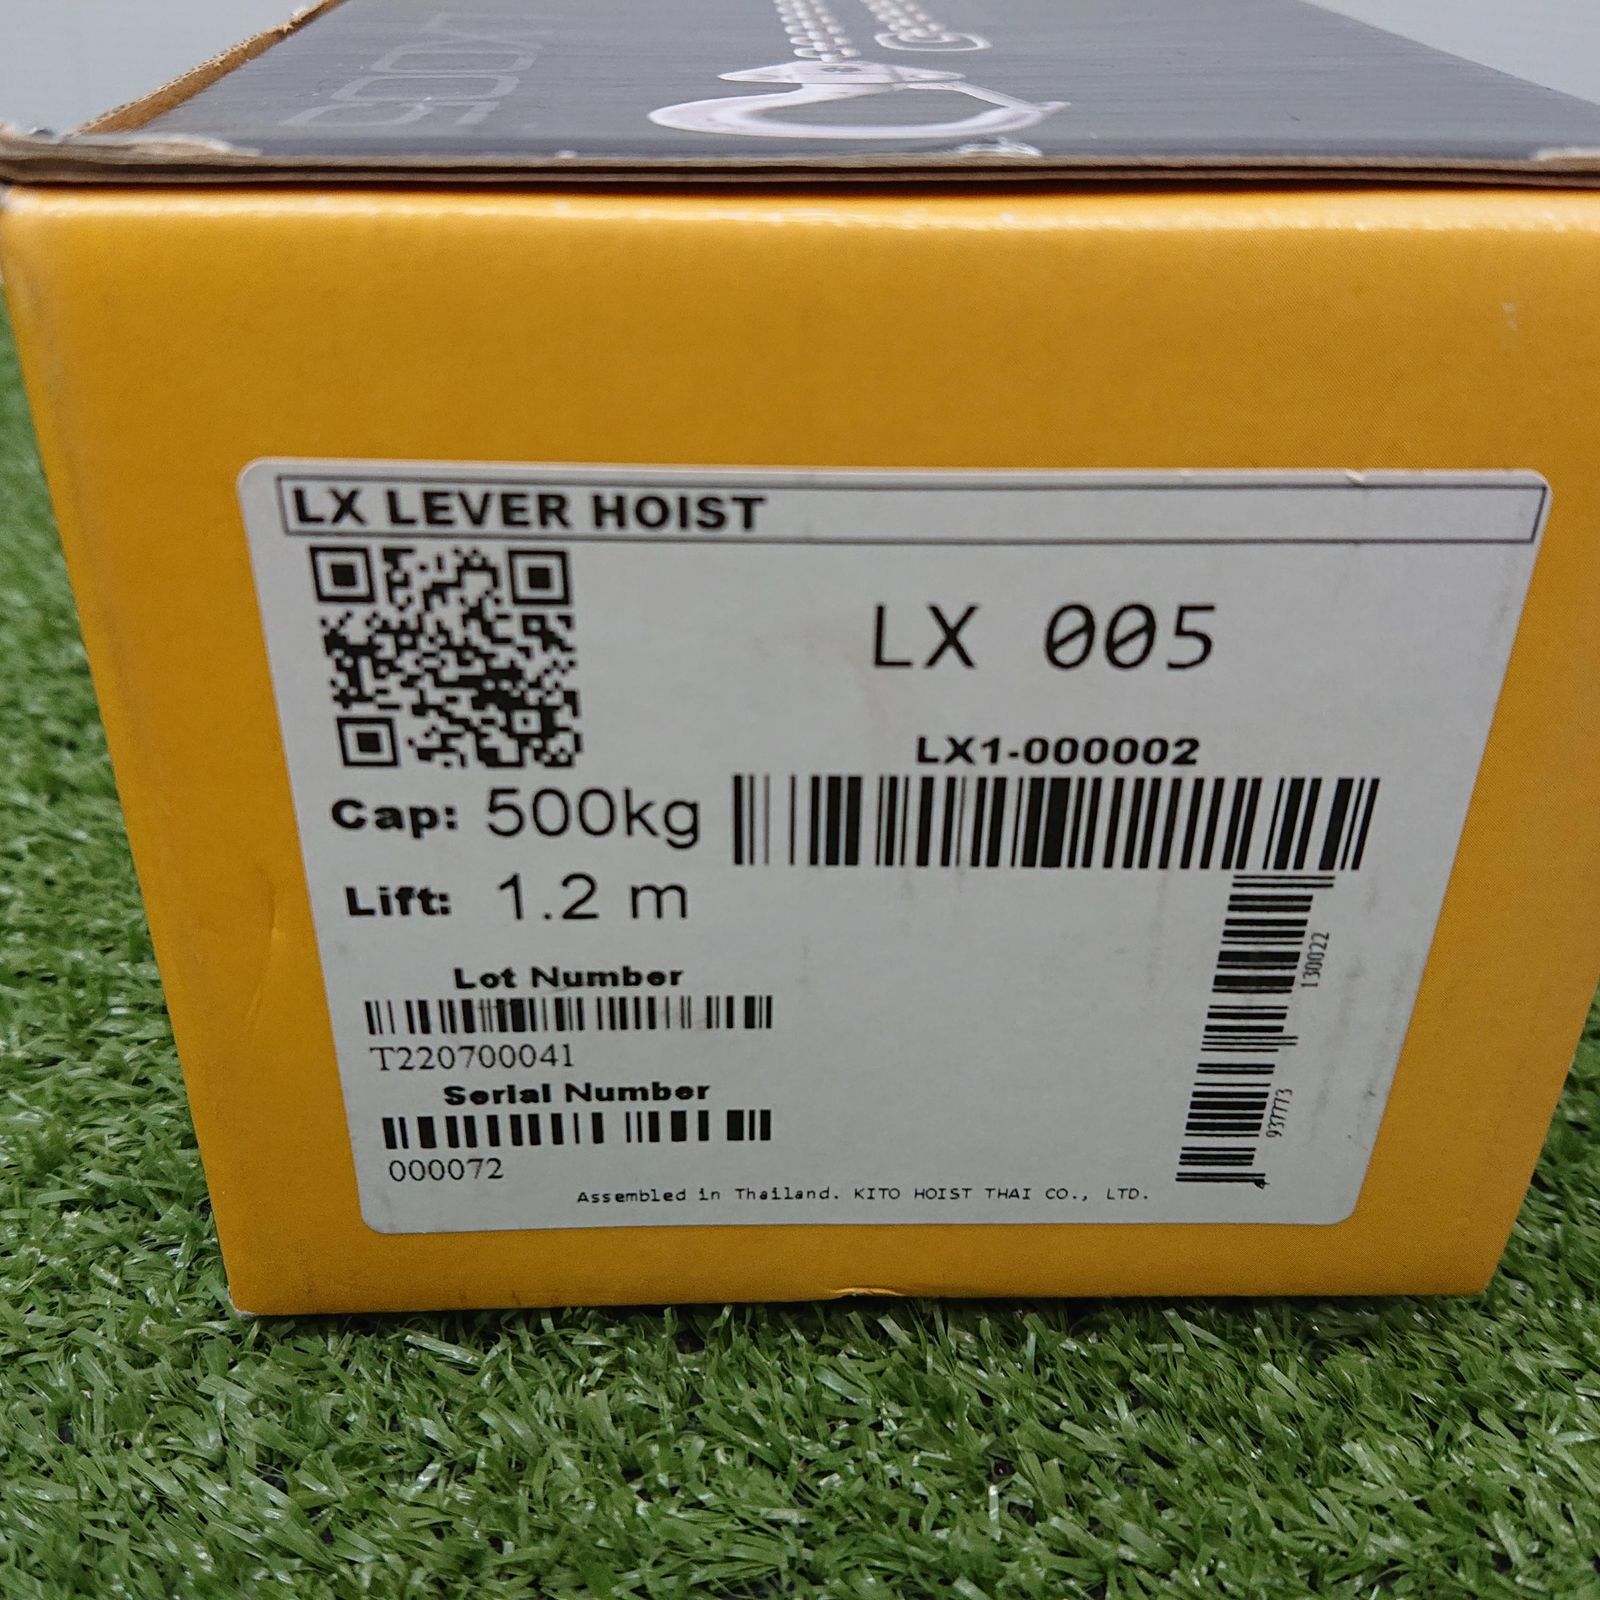 LX005
LX LEVER HOIST
LX 005
LX1-000002
Cap: 500kg
Lift: 1.2 m
130022
Lot Number
T220700041
937773
Serial Number
000072
Assembled in Thailand. KITO HOIST THAI CO., LTD.